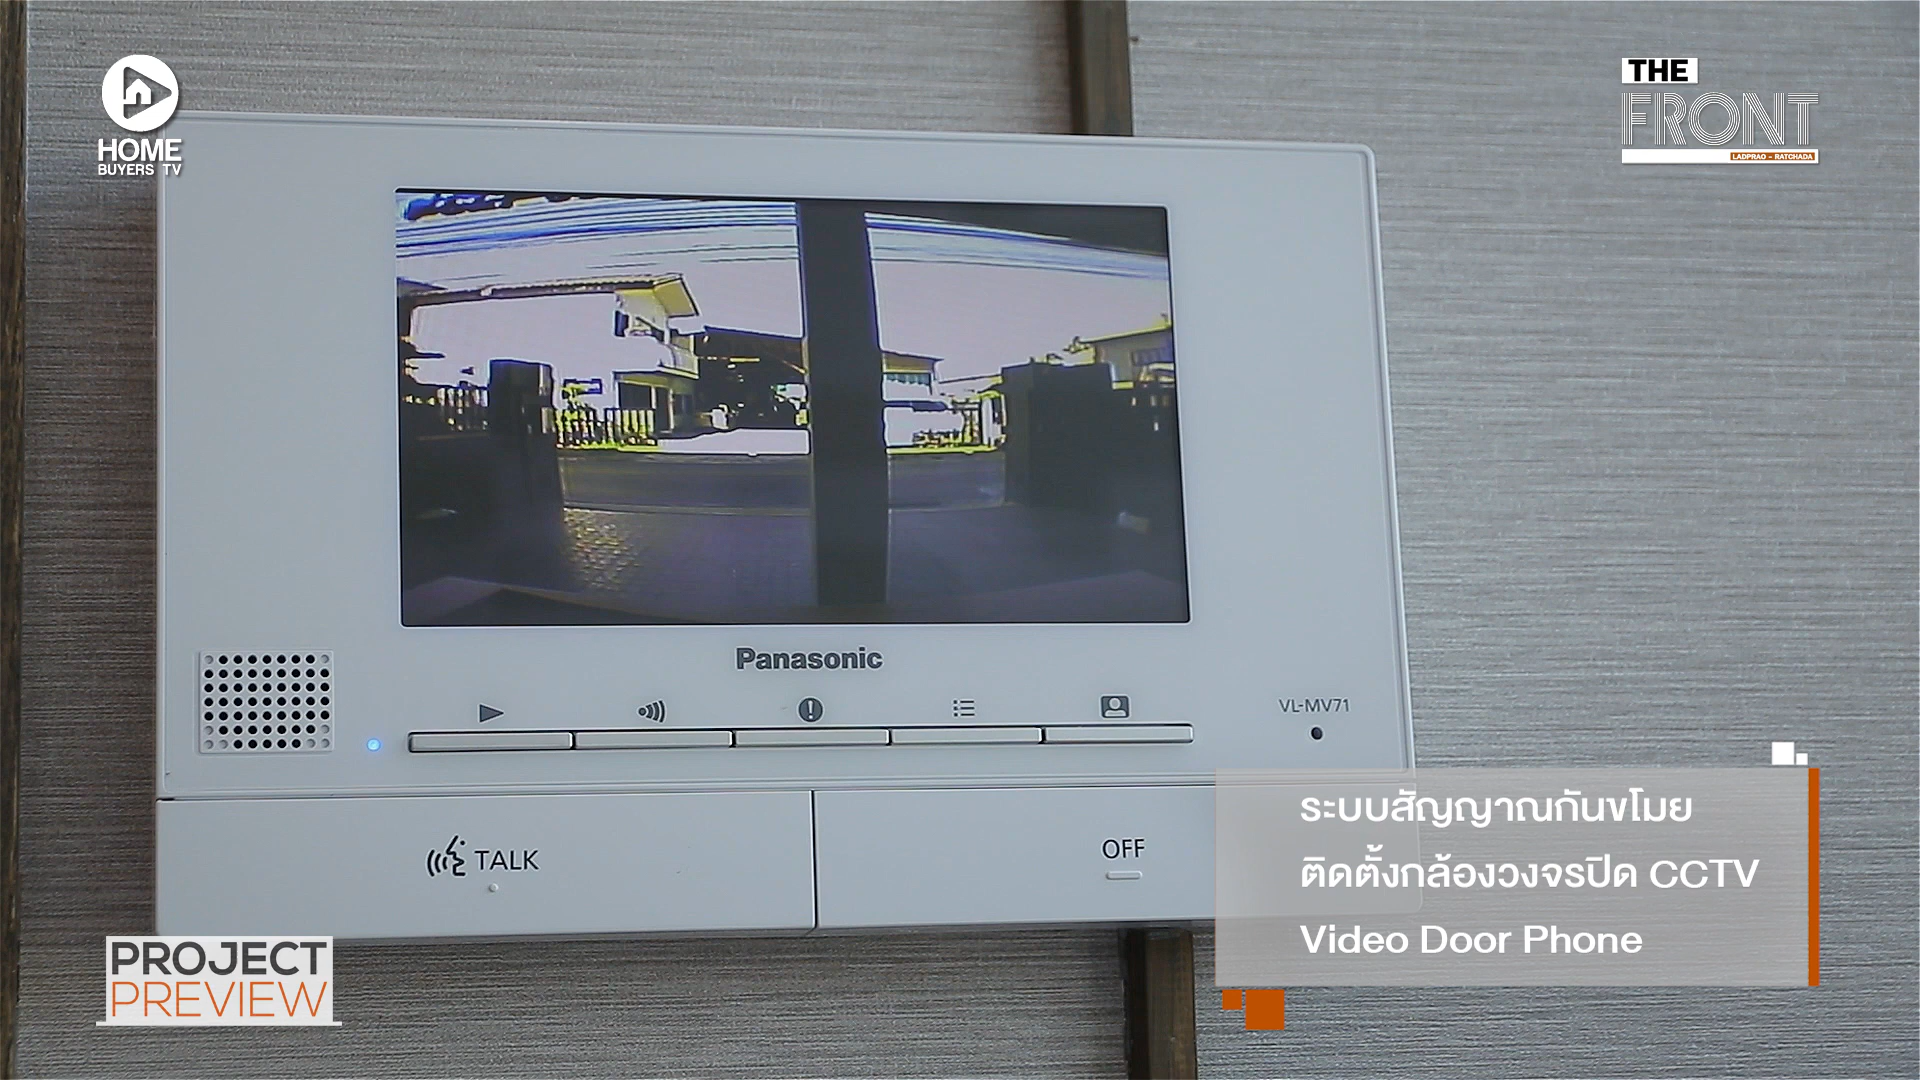 HOME
BUYERS TV
THE
FRONT
LADPRAO - RATCHADA
Panasonic
VL-MV71
TALK
OFF
ระบบสัญญาณกันขโมย
ติดตั้งกล้องวงจรปิด CCTV
Video Door Phone
PROJECT
PREVIEW